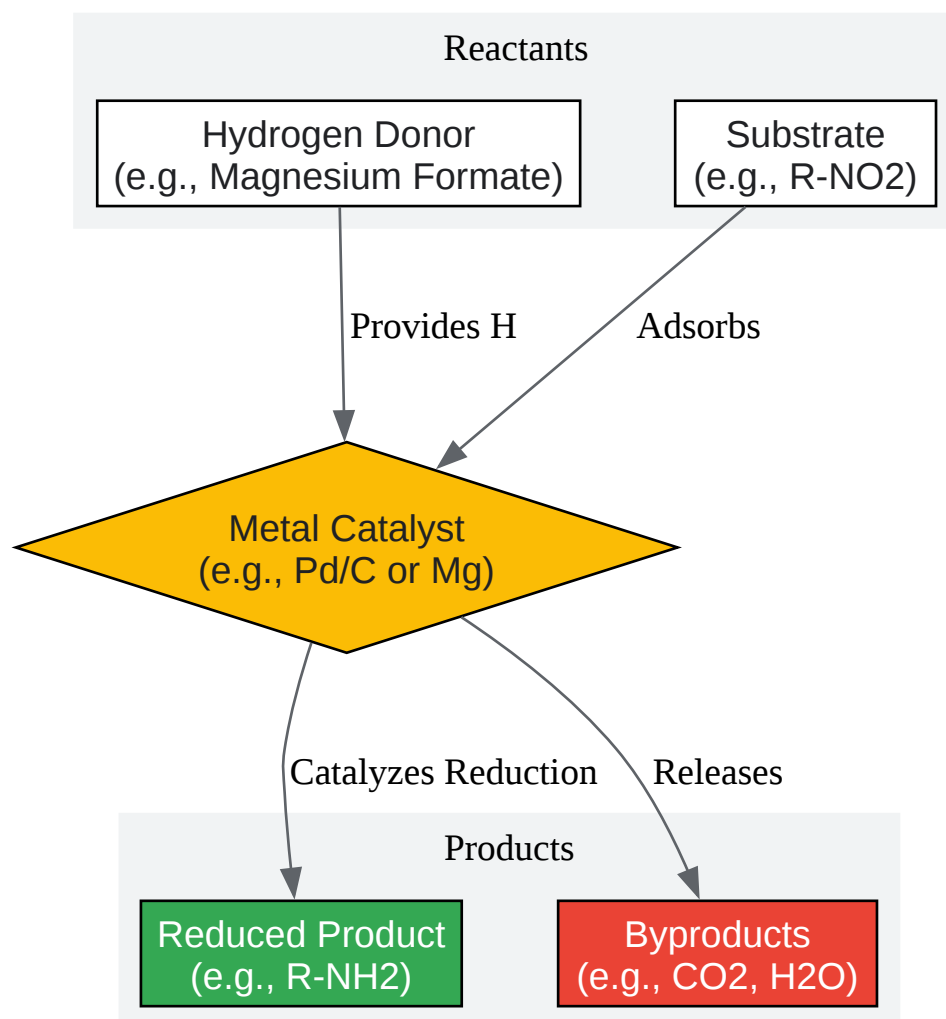 Reactants
Hydrogen Donor
(e.g., Magnesium Formate)
Substrate
(e.g., R-NO2)
Provides H
Adsorbs
Metal Catalyst
(e.g., Pd/C or Mg)
Catalyzes Reduction
Releases
Products
Reduced Product
(e.g., R-NH2)
Byproducts
(e.g., CO2, H2O)